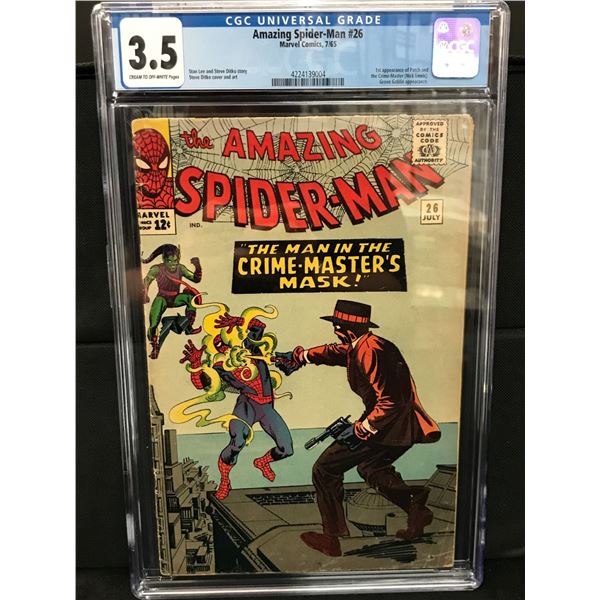 CGC UNIVERSAL GRADE
3.5
CREAM TO OFF-WHITE Pages
Amazing Spider-Man #26
Marvel Comics, 7/65
Stan Lee and Steve Ditko story
Steve Ditko cover and art
4224139004
1st appearance of Patch and
the Crime-Master (Nick Lewis).
Green Goblin appearance.
CGC
the AMAZING
SPIDER-MAN
APPROVED
BY THE
COMICS
CODE
AUTHORITY
MARVEL
COMICS
GROUP
12¢
IND.
26
JULY
"THE MAN IN THE
CRIME-MASTER'S
MASK!"